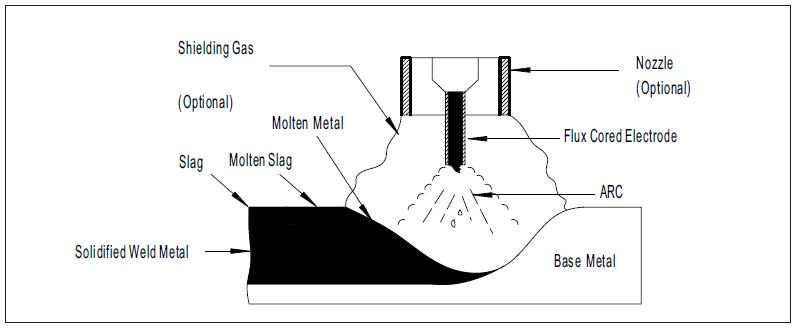 Shielding Gas
(Optional)
Molten Metal
Molten Slag
Slag
Solidified Weld Metal
Nozzle
(Optional)
Flux Cored Electrode
ARC
Base Metal